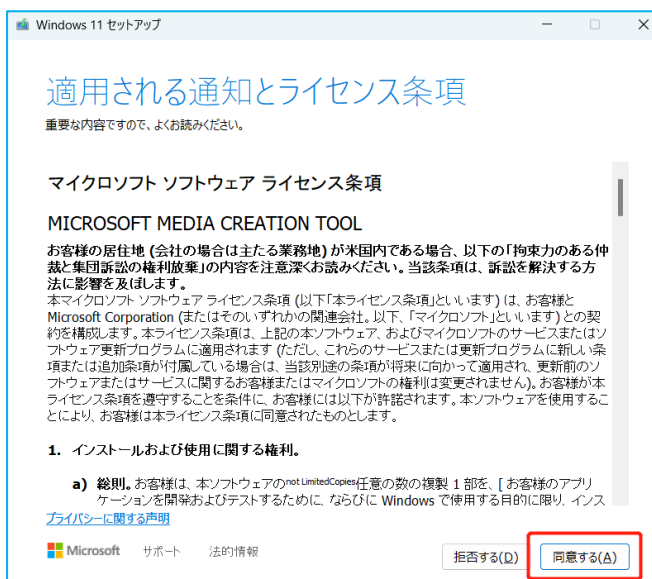 Windows 11 セットアップ
適用される通知とライセンス条項
重要な内容ですので、よくお読みください。
マイクロソフト ソフトウェア ライセンス条項
MICROSOFT MEDIA CREATION TOOL
お客様の居住地 (会社の場合は主たる業務地) が米国内である場合、以下の「拘束力のある仲
裁と集団訴訟の権利放棄」の内容を注意深くお読みください。当該条項は、訴訟を解決する方
法に影響を及ぼします。
本マイクロソフト ソフトウェア ライセンス条項 (以下「本ライセンス条項」といいます) は、お客様と
Microsoft Corporation (またはそのいずれかの関連会社。以下、「マイクロソフト」といいます) との契
約を構成します。本ライセンス条項は、上記の本ソフトウェア、およびマイクロソフトのサービスまたはソ
フトウェア更新プログラムに適用されます (ただし、これらのサービスまたは更新プログラムに新しい条
項または追加条項が付属している場合は、当該別途の条項が将来に向かって適用され、更新前のソ
フトウェアまたはサービスに関するお客様またはマイクロソフトの権利は変更されません)。お客様が本
ライセンス条項を遵守することを条件に、お客様には以下が許諾されます。本ソフトウェアを使用するこ
とにより、お客様は本ライセンス条項に同意されたものとします。
1. インストールおよび使用に関する権利。
a) 総則。お客様は、本ソフトウェアのnot LimitedCopies任意の数の複製 1 部を、[ お客様のアプリ
ケーションを開発およびテストするために、ならびに Windows で使用する目的に限り、インス
プライバシーに関する声明
Microsoft サポート 法的情報 拒否する(D) 同意する(A)